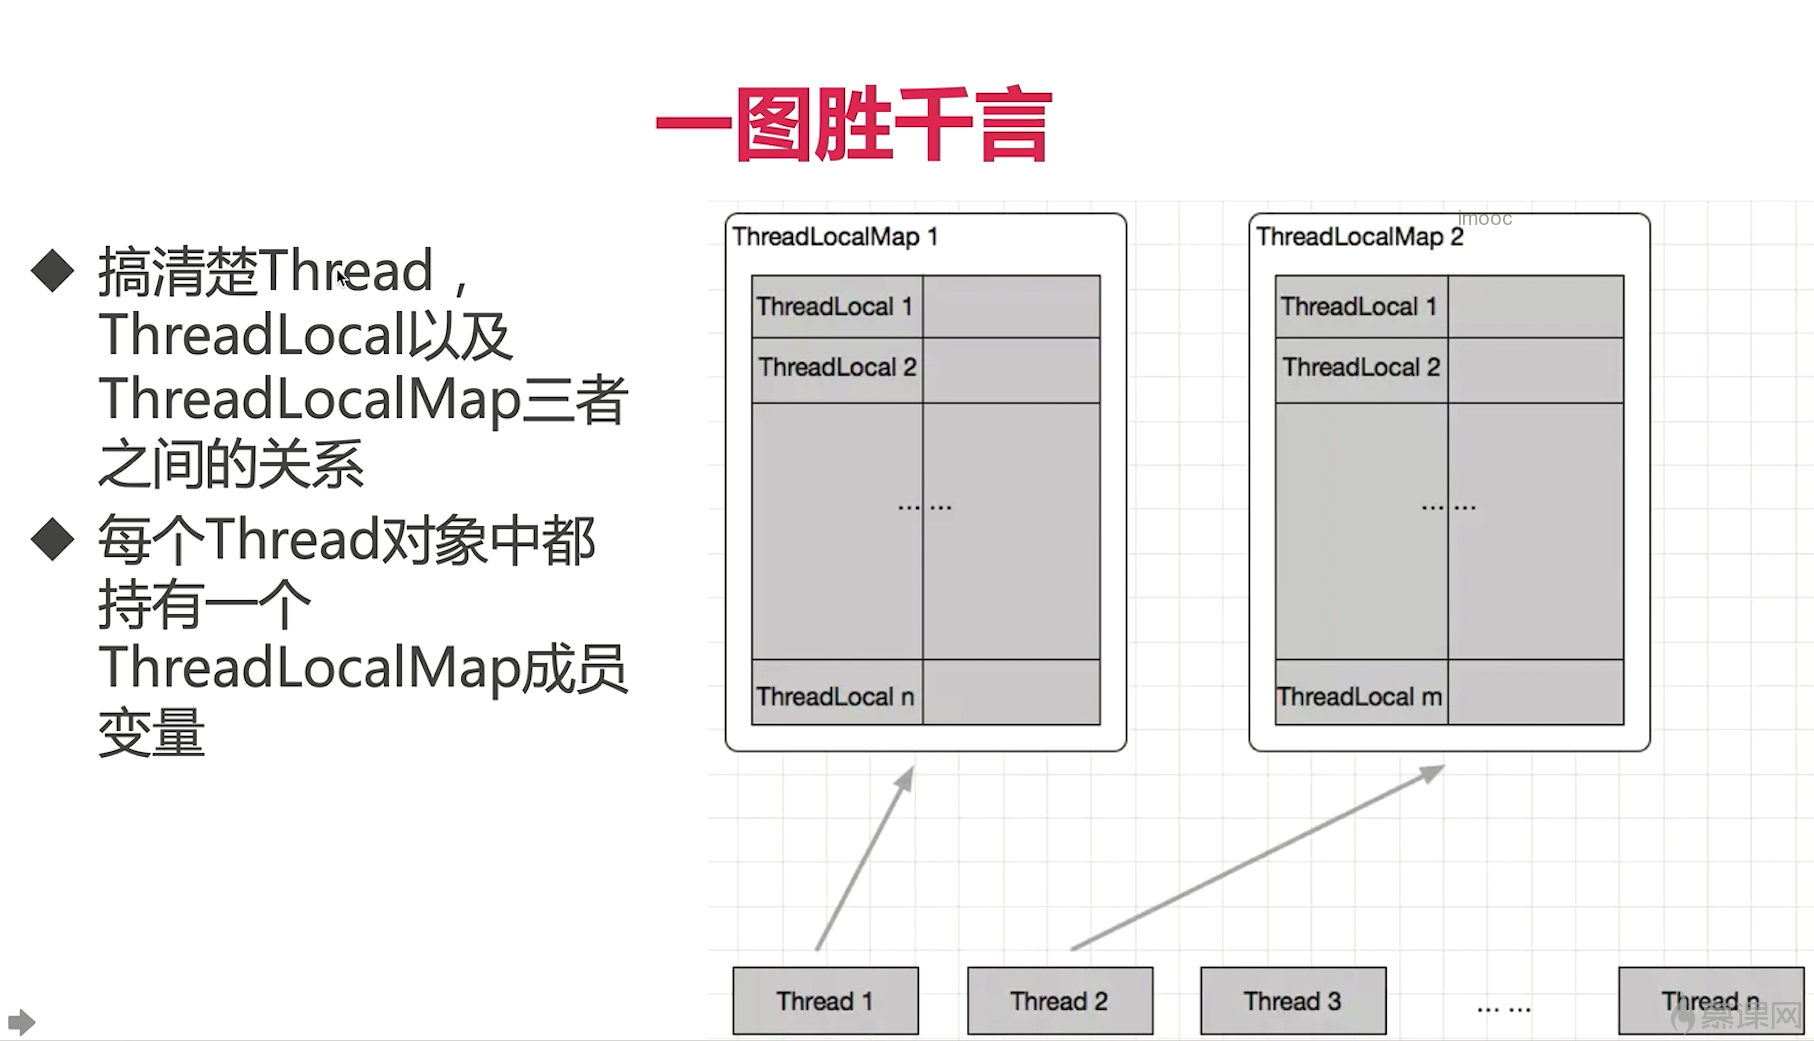 一图胜千言
搞清楚Thread，
ThreadLocal以及
ThreadLocalMap三者
之间的关系
每个Thread对象中都
持有一个
ThreadLocalMap成员
变量
imooc
ThreadLocalMap 1
ThreadLocal 1
ThreadLocal 2
... ...
ThreadLocal n
ThreadLocalMap 2
ThreadLocal 1
ThreadLocal 2
... ...
ThreadLocal m
Thread 1
Thread 2
Thread 3
... ...
Thread n
慕课网